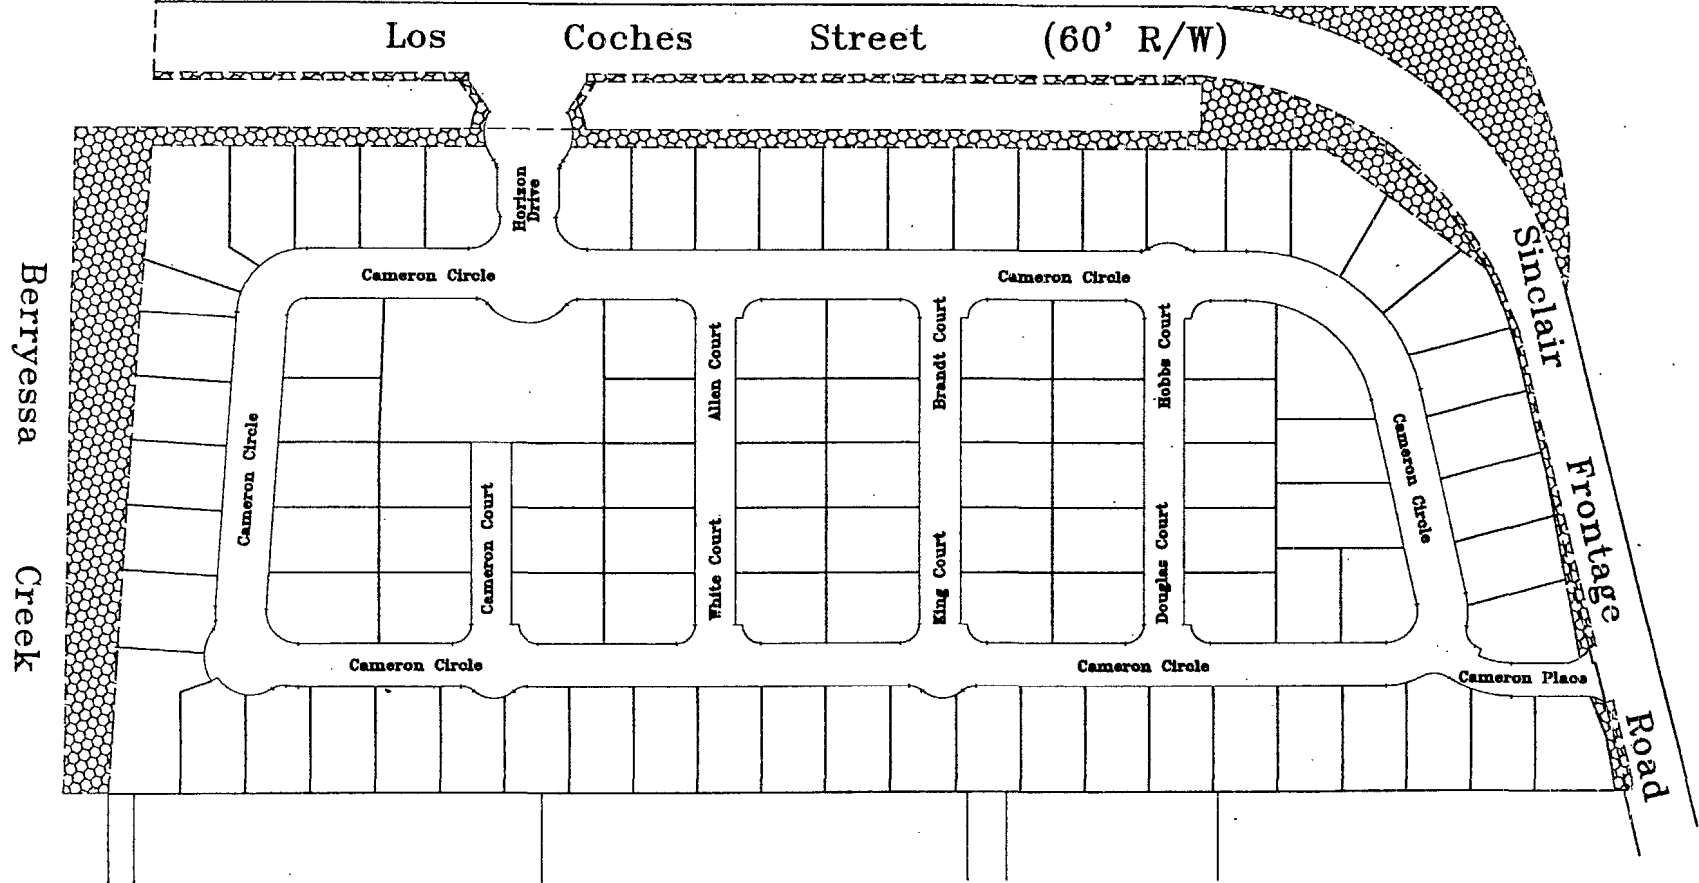 Los Coches Street (60' R/W)
Horizon
Drive
Cameron Circle
Cameron Circle
Sinclair
Berryessa
Allen Court
Brandt Court
Hobbs Court
Cameron Circle
Cameron Circle
Frontage
Cameron Court
White Court
King Court
Douglas Court
Creek
Cameron Circle
Cameron Circle
Cameron Place
Road